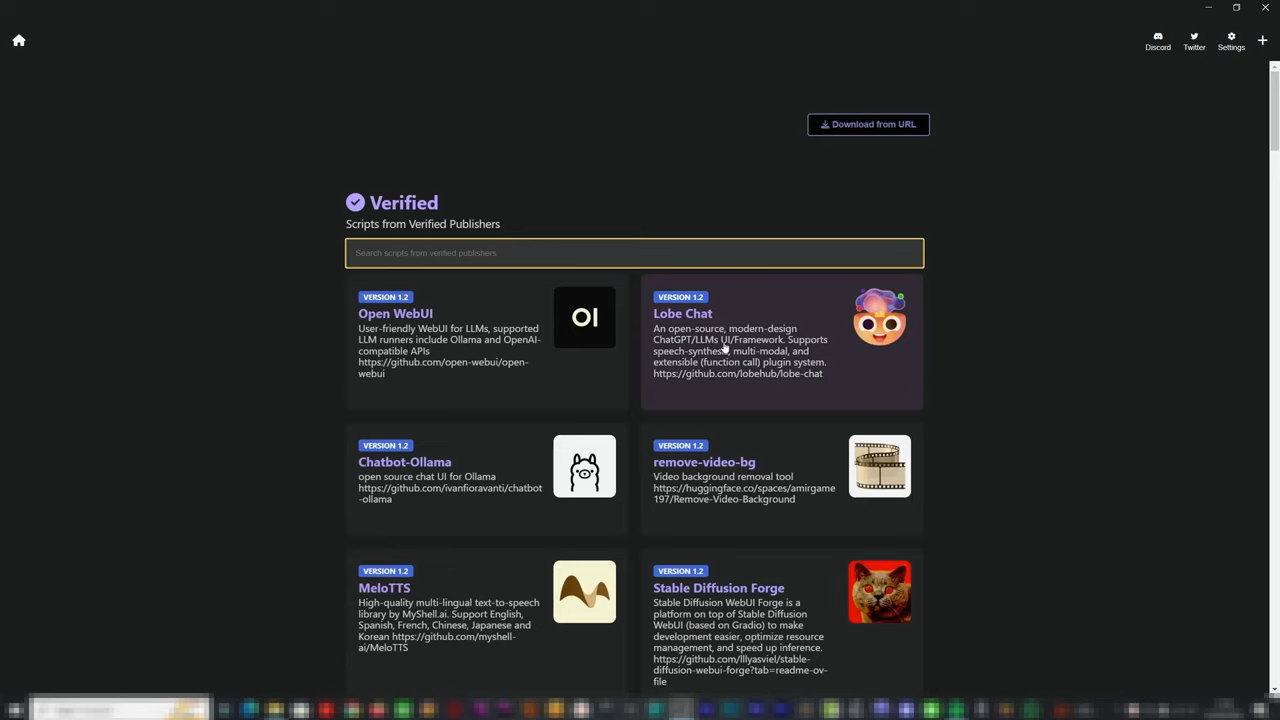 Discord
Twitter
Settings
Download from URL
Verified
Scripts from Verified Publishers
Search scripts from verified publishers
VERSION 1.2
Open WebUI
User-friendly WebUI for LLMs, supported
LLM runners include Ollama and OpenAI-
compatible APIs
https://github.com/open-webui/open-
webui
OI
VERSION 1.2
Lobe Chat
An open-source, modern-design
ChatGPT/LLMs UI/Framework. Supports
speech-synthesis, multi-modal, and
extensible (function call) plugin system.
https://github.com/lobehub/lobe-chat
VERSION 1.2
Chatbot-Ollama
open source chat UI for Ollama
https://github.com/ivanfioravanti/chatbot
-ollama
VERSION 1.2
remove-video-bg
Video background removal tool
https://huggingface.co/spaces/amirgame
197/Remove-Video-Background
VERSION 1.2
MeloTTS
High-quality multi-lingual text-to-speech
library by MyShell.ai. Support English,
Spanish, French, Chinese, Japanese and
Korean https://github.com/myshell-
ai/MeloTTS
VERSION 1.2
Stable Diffusion Forge
Stable Diffusion WebUI Forge is a
platform on top of Stable Diffusion
WebUI (based on Gradio) to make
development easier, optimize resource
management, and speed up inference.
https://github.com/lllyasviel/stable-
diffusion-webui-forge?tab=readme-ov-
file